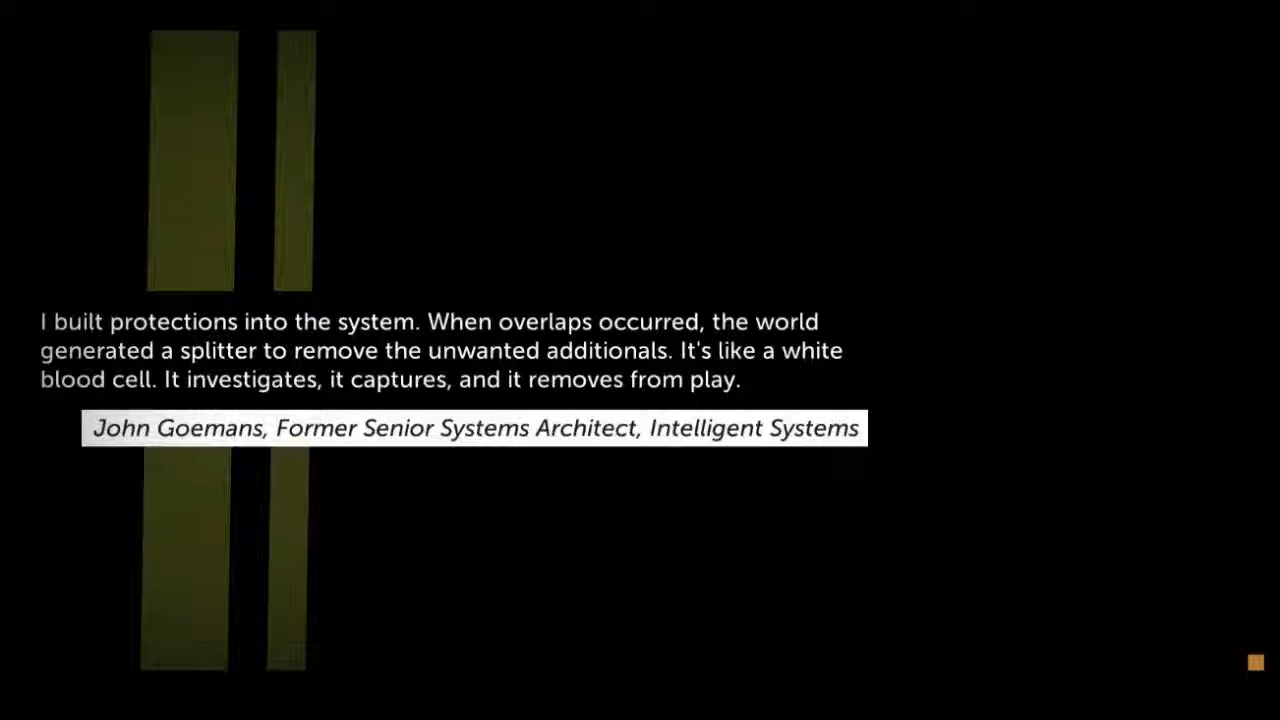 I built protections into the system. When overlaps occurred, the world
generated a splitter to remove the unwanted additionals. It's like a white
blood cell. It investigates, it captures, and it removes from play.
John Goemans, Former Senior Systems Architect, Intelligent Systems